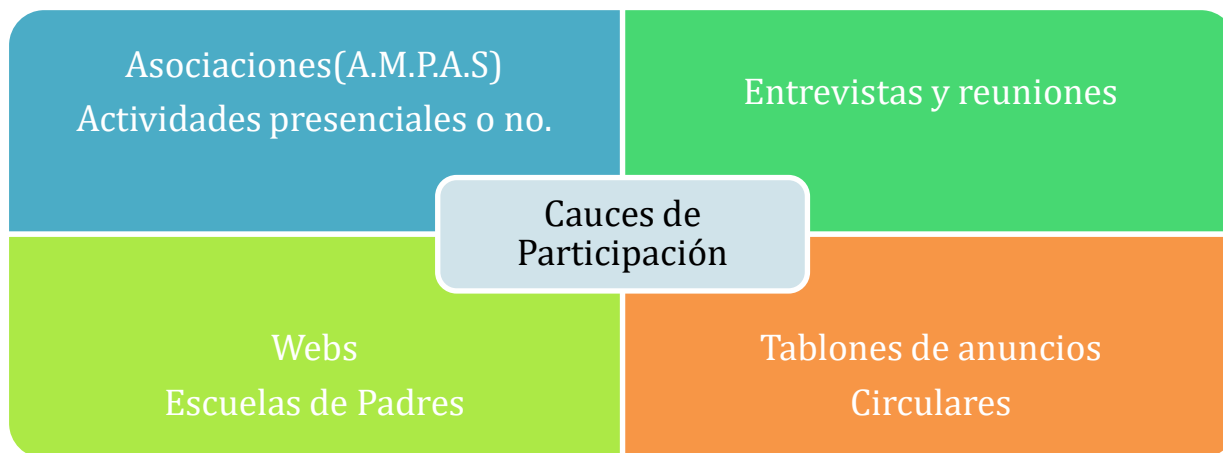 Asociaciones(A.M.P.A.S)
Actividades presenciales o no.
Entrevistas y reuniones
Cauces de
Participación
Webs
Escuelas de Padres
Tablones de anuncios
Circulares